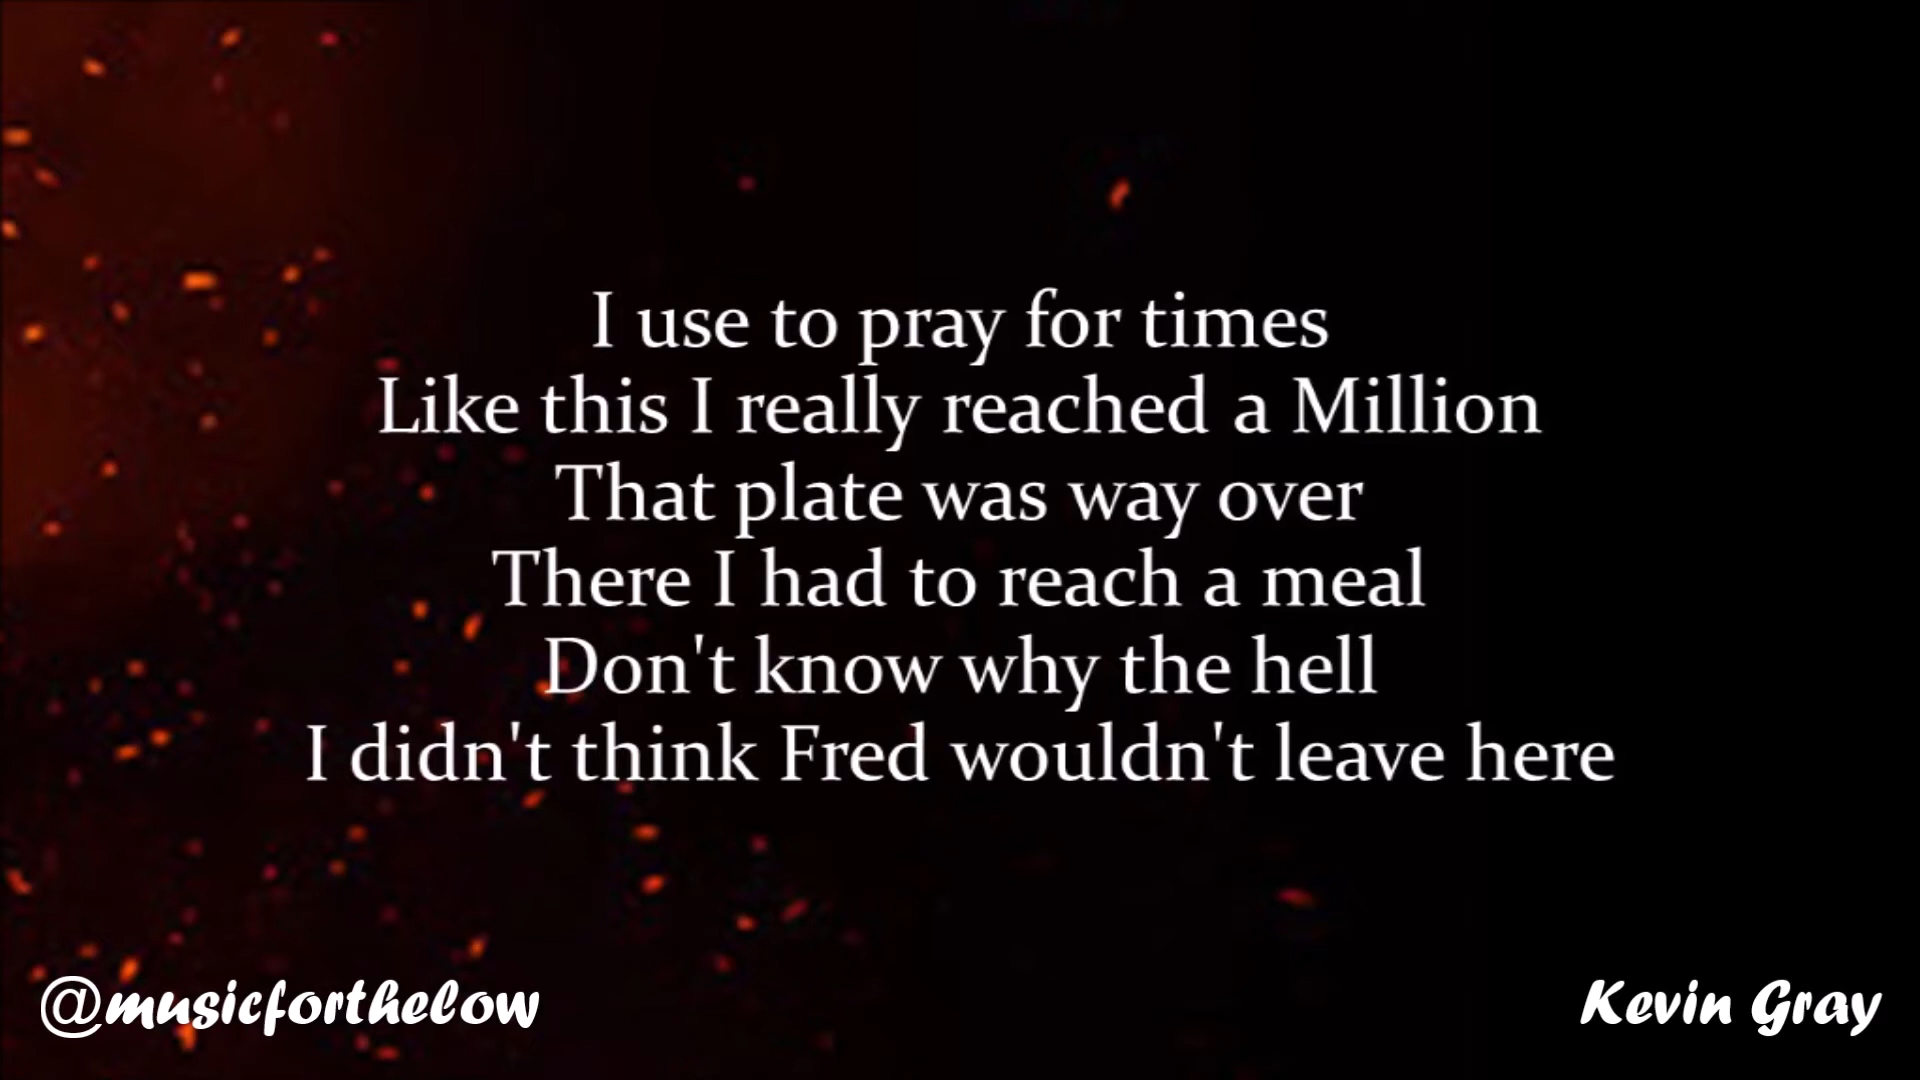 I use to pray for times
Like this I really reached a Million
That plate was way over
There I had to reach a meal
Don't know why the hell
I didn't think Fred wouldn't leave here
@musicforthelow
Kevin Gray